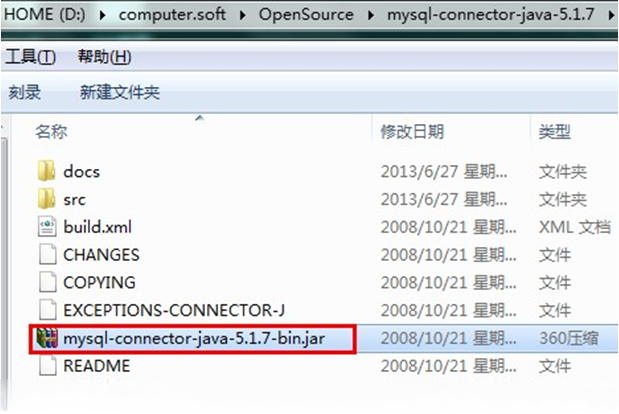 HOME (D:) ▸ computer.soft ▸ OpenSource ▸ mysql-connector-java-5.1.7 ▸
工具(T) 帮助(H)
刻录 新建文件夹
名称 修改日期 类型
docs 2013/6/27 星期... 文件夹
src 2013/6/27 星期... 文件夹
build.xml 2008/10/21 星期... XML 文档
CHANGES 2008/10/21 星期... 文件
COPYING 2008/10/21 星期... 文件
EXCEPTIONS-CONNECTOR-J 2008/10/21 星期... 文件
mysql-connector-java-5.1.7-bin.jar 2008/10/21 星期... 360压缩
README 2008/10/21 星期... 文件